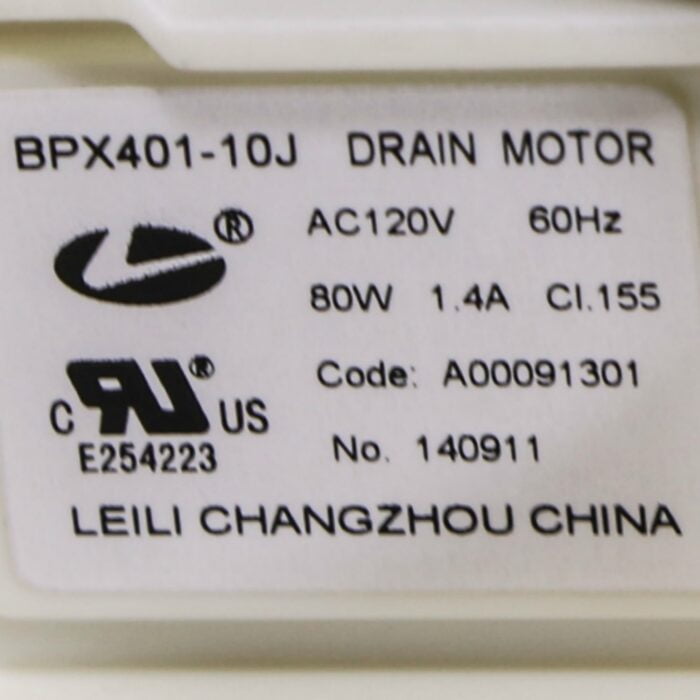 BPX401-10J DRAIN MOTOR
®
AC120V 60Hz
80W 1.4A Cl.155
Code: A00091301
C RU® US
E254223
No. 140911
LEILI CHANGZHOU CHINA